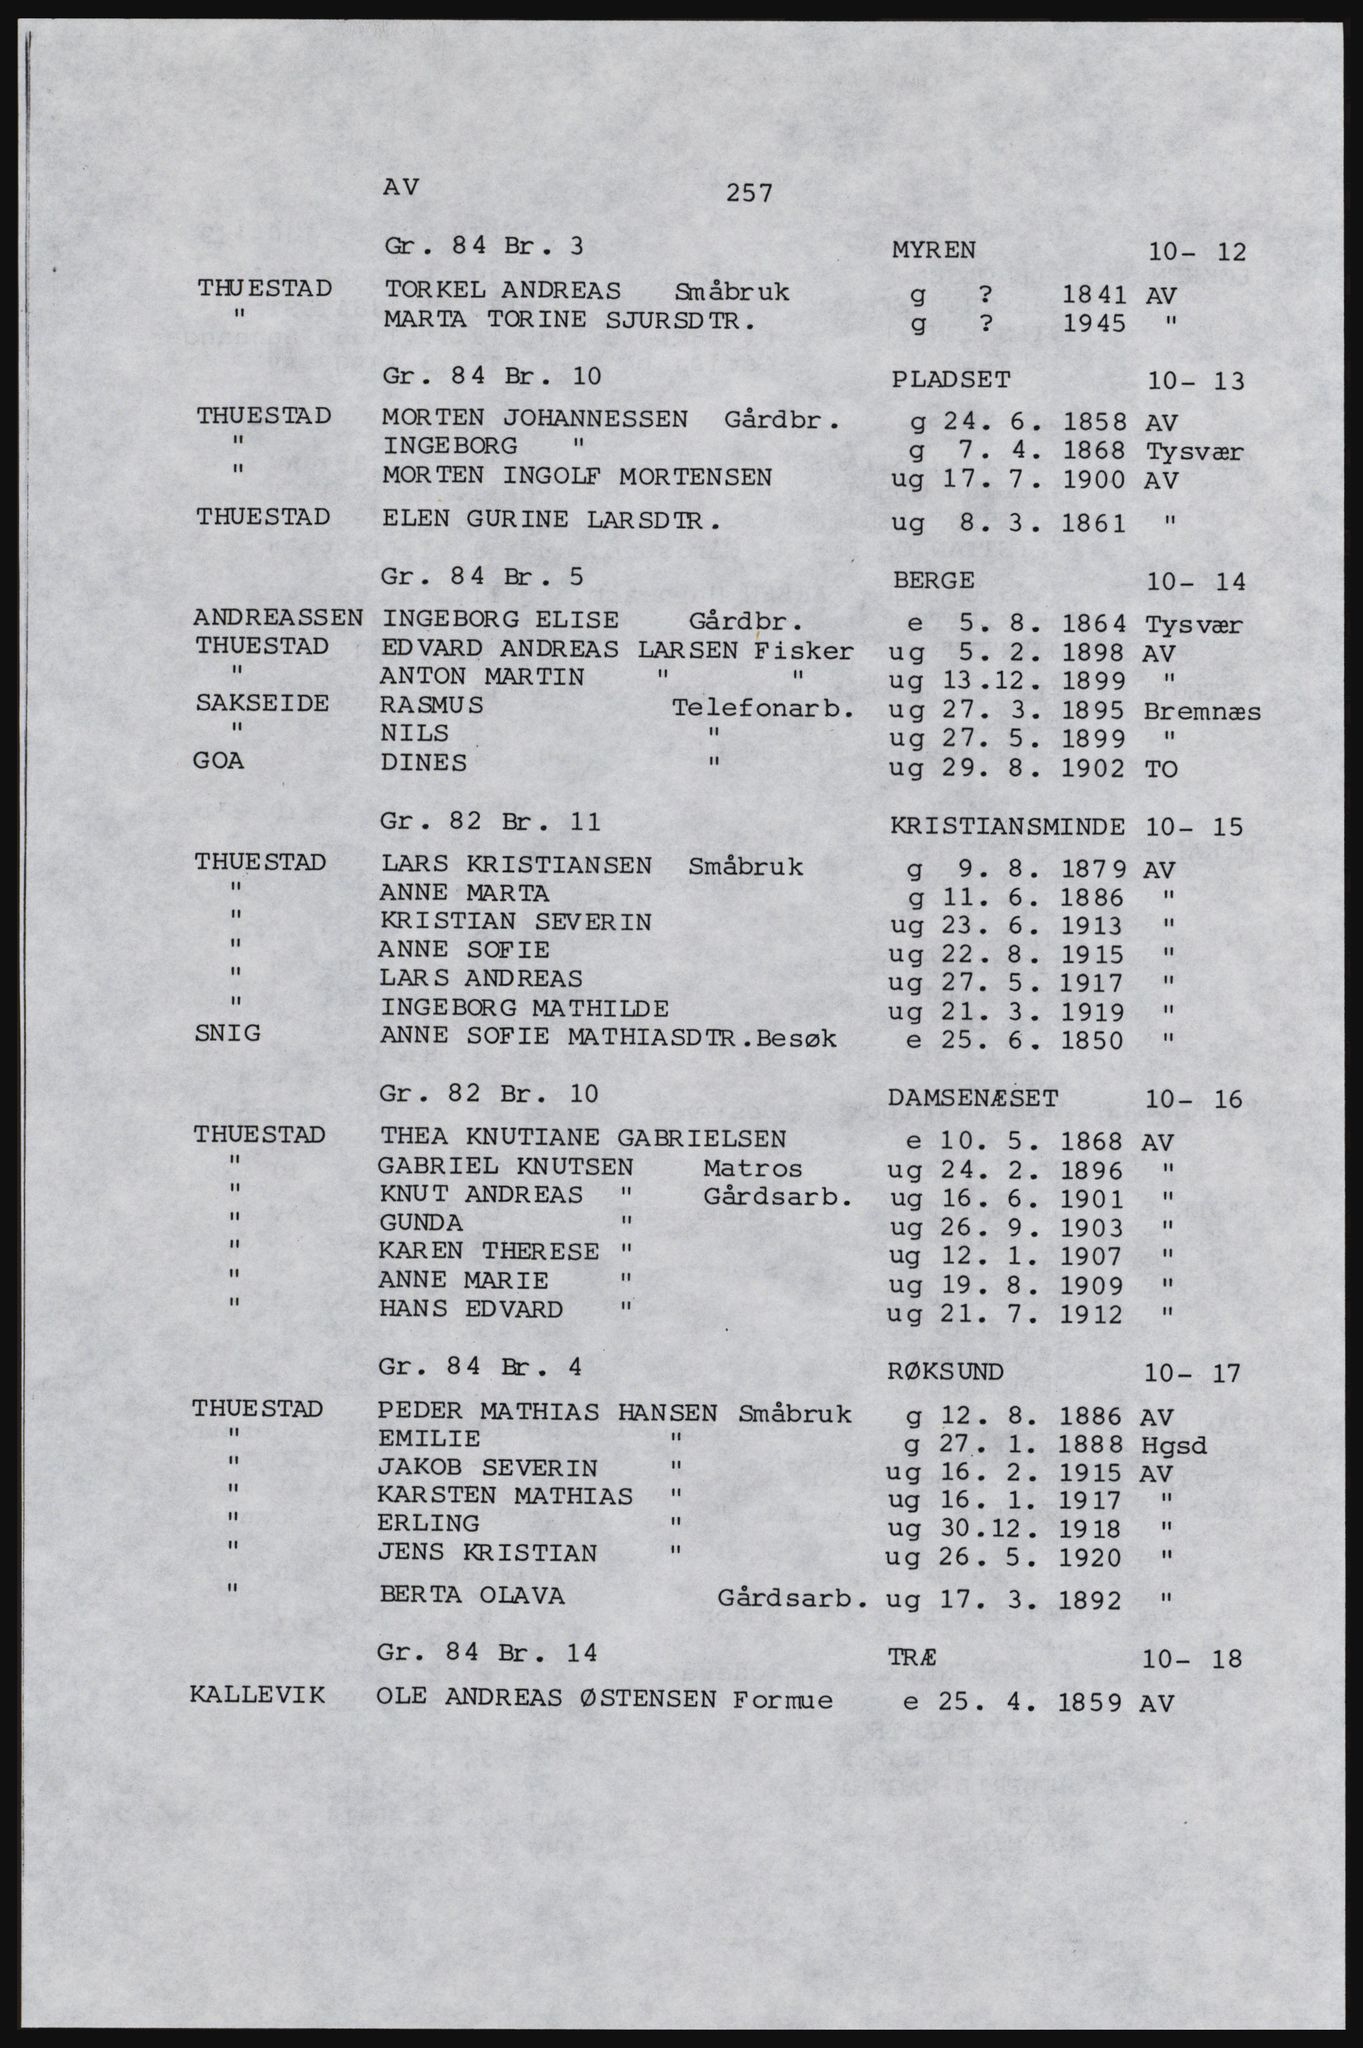 AV 257
Gr. 84 Br. 3 MYREN 10- 12
THUESTAD TORKEL ANDREAS Småbruk g ? 1841 AV
" MARTA TORINE SJURSDTR. g ? 1945 "
Gr. 84 Br. 10 PLADSET 10- 13
THUESTAD MORTEN JOHANNESSEN Gårdbr. g 24. 6. 1858 AV
" INGEBORG " g 7. 4. 1868 Tysvær
" MORTEN INGOLF MORTENSEN ug 17. 7. 1900 AV
THUESTAD ELEN GURINE LARSDTR. ug 8. 3. 1861 "
Gr. 84 Br. 5 BERGE 10- 14
ANDREASSEN INGEBORG ELISE Gårdbr. e 5. 8. 1864 Tysvær
THUESTAD EDVARD ANDREAS LARSEN Fisker ug 5. 2. 1898 AV
" ANTON MARTIN " " ug 13.12. 1899 "
SAKSEIDE RASMUS Telefonarb. ug 27. 3. 1895 Bremnæs
" NILS " ug 27. 5. 1899 "
GOA DINES " ug 29. 8. 1902 TO
Gr. 82 Br. 11 KRISTIANSMINDE 10- 15
THUESTAD LARS KRISTIANSEN Småbruk g 9. 8. 1879 AV
" ANNE MARTA g 11. 6. 1886 "
" KRISTIAN SEVERIN ug 23. 6. 1913 "
" ANNE SOFIE ug 22. 8. 1915 "
" LARS ANDREAS ug 27. 5. 1917 "
" INGEBORG MATHILDE ug 21. 3. 1919 "
SNIG ANNE SOFIE MATHIASDTR.Besøk e 25. 6. 1850 "
Gr. 82 Br. 10 DAMSENÆSET 10- 16
THUESTAD THEA KNUTIANE GABRIELSEN e 10. 5. 1868 AV
" GABRIEL KNUTSEN Matros ug 24. 2. 1896 "
" KNUT ANDREAS " Gårdsarb. ug 16. 6. 1901 "
" GUNDA " ug 26. 9. 1903 "
" KAREN THERESE " ug 12. 1. 1907 "
" ANNE MARIE " ug 19. 8. 1909 "
" HANS EDVARD " ug 21. 7. 1912 "
Gr. 84 Br. 4 RØKSUND 10- 17
THUESTAD PEDER MATHIAS HANSEN Småbruk g 12. 8. 1886 AV
" EMILIE " g 27. 1. 1888 Hgsd
" JAKOB SEVERIN " ug 16. 2. 1915 AV
" KARSTEN MATHIAS " ug 16. 1. 1917 "
" ERLING " ug 30.12. 1918 "
" JENS KRISTIAN " ug 26. 5. 1920 "
" BERTA OLAVA Gårdsarb. ug 17. 3. 1892 "
Gr. 84 Br. 14 TRÆ 10- 18
KALLEVIK OLE ANDREAS ØSTENSEN Formue e 25. 4. 1859 AV